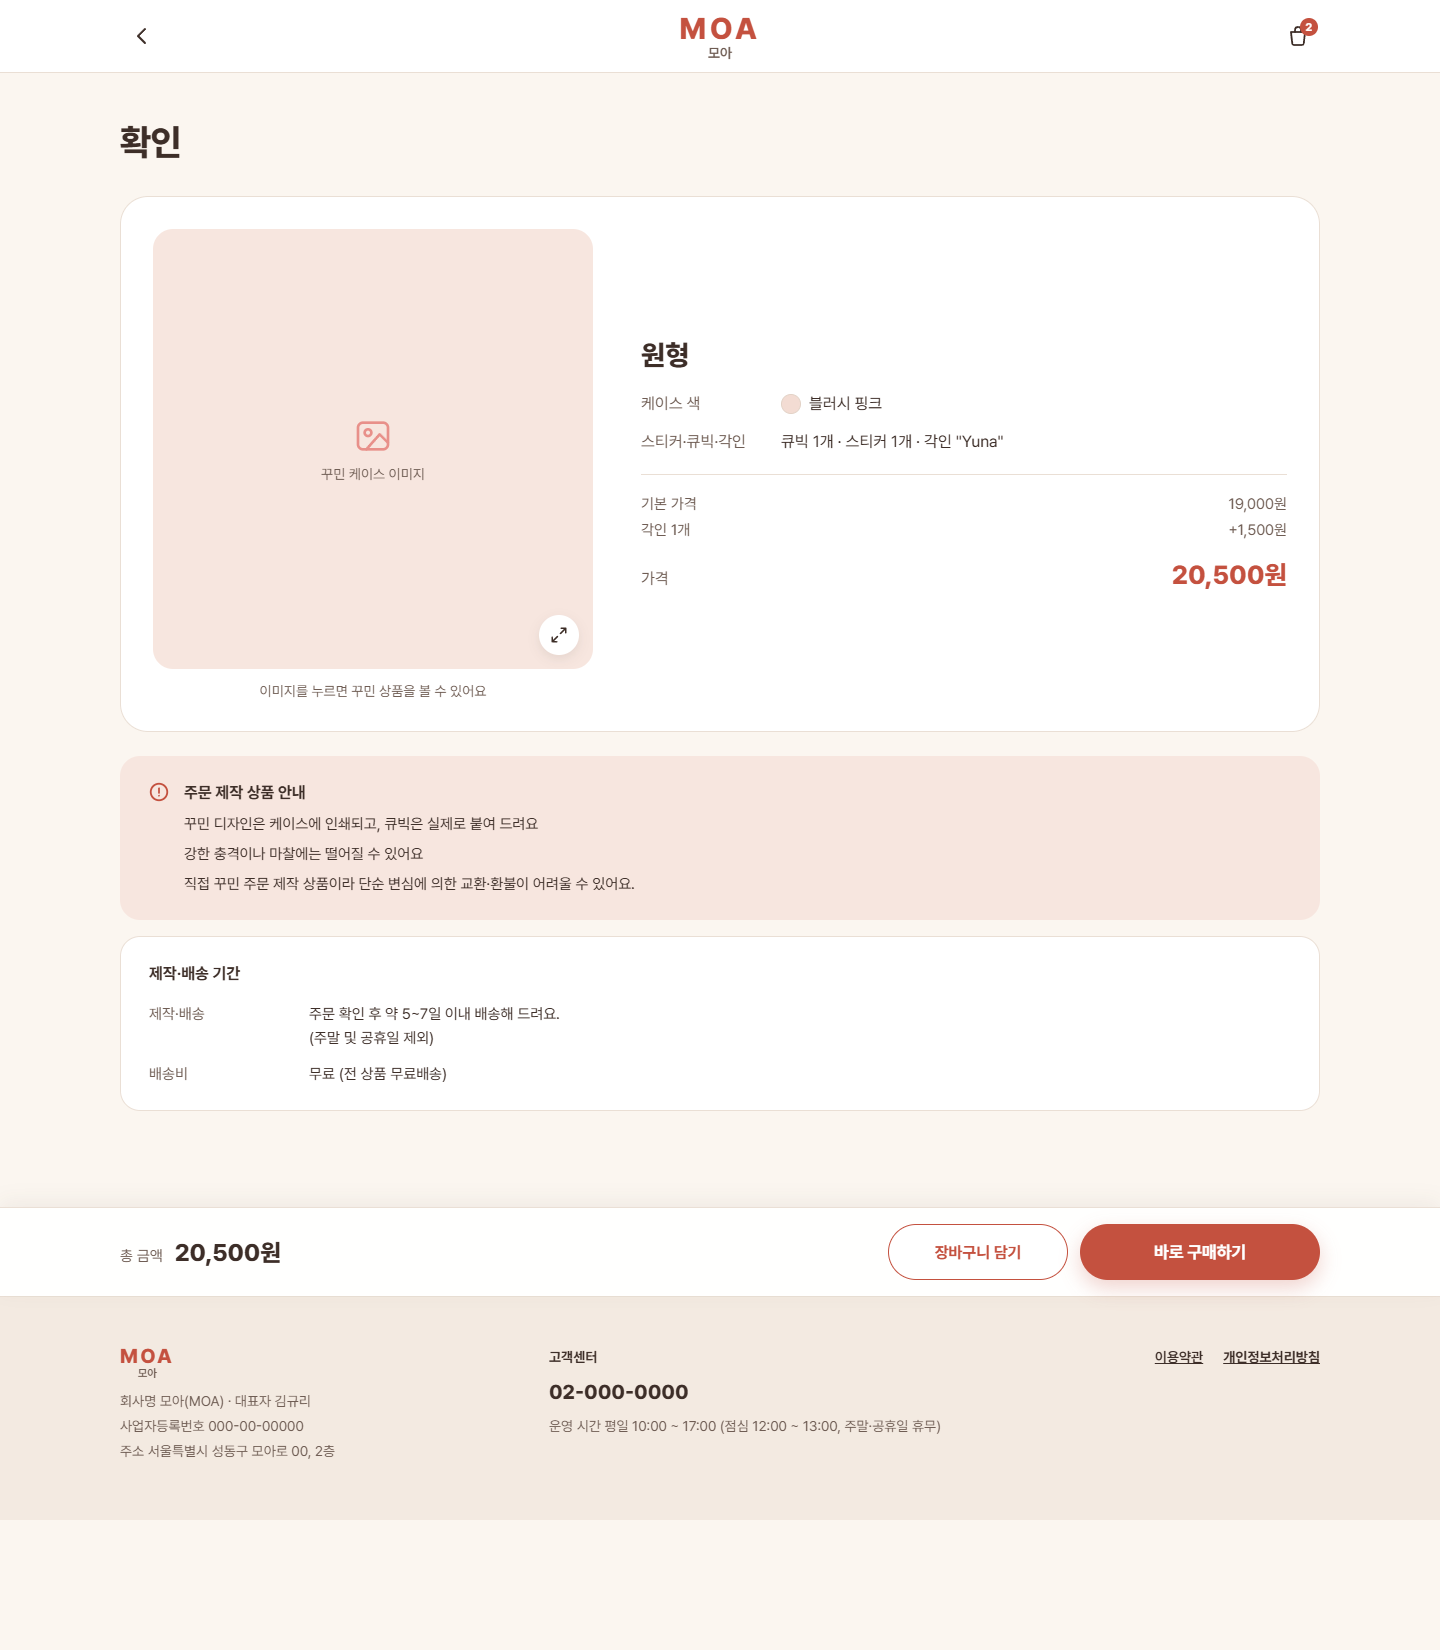 MOA
모아
2
확인
꾸민 케이스 이미지
이미지를 누르면 꾸민 상품을 볼 수 있어요
원형
케이스 색 블러시 핑크
스티커·큐빅·각인 큐빅 1개 · 스티커 1개 · 각인 "Yuna"
기본 가격 19,000원
각인 1개 +1,500원
가격 20,500원
주문 제작 상품 안내
꾸민 디자인은 케이스에 인쇄되고, 큐빅은 실제로 붙여 드려요
강한 충격이나 마찰에는 떨어질 수 있어요
직접 꾸민 주문 제작 상품이라 단순 변심에 의한 교환·환불이 어려울 수 있어요.
제작·배송 기간
제작·배송 주문 확인 후 약 5~7일 이내 배송해 드려요.
(주말 및 공휴일 제외)
배송비 무료 (전 상품 무료배송)
총 금액 20,500원
장바구니 담기
바로 구매하기
MOA
모아
회사명 모아(MOA) · 대표자 김규리
사업자등록번호 000-00-00000
주소 서울특별시 성동구 모아로 00, 2층
고객센터
02-000-0000
운영 시간 평일 10:00 ~ 17:00 (점심 12:00 ~ 13:00, 주말·공휴일 휴무)
이용약관 개인정보처리방침